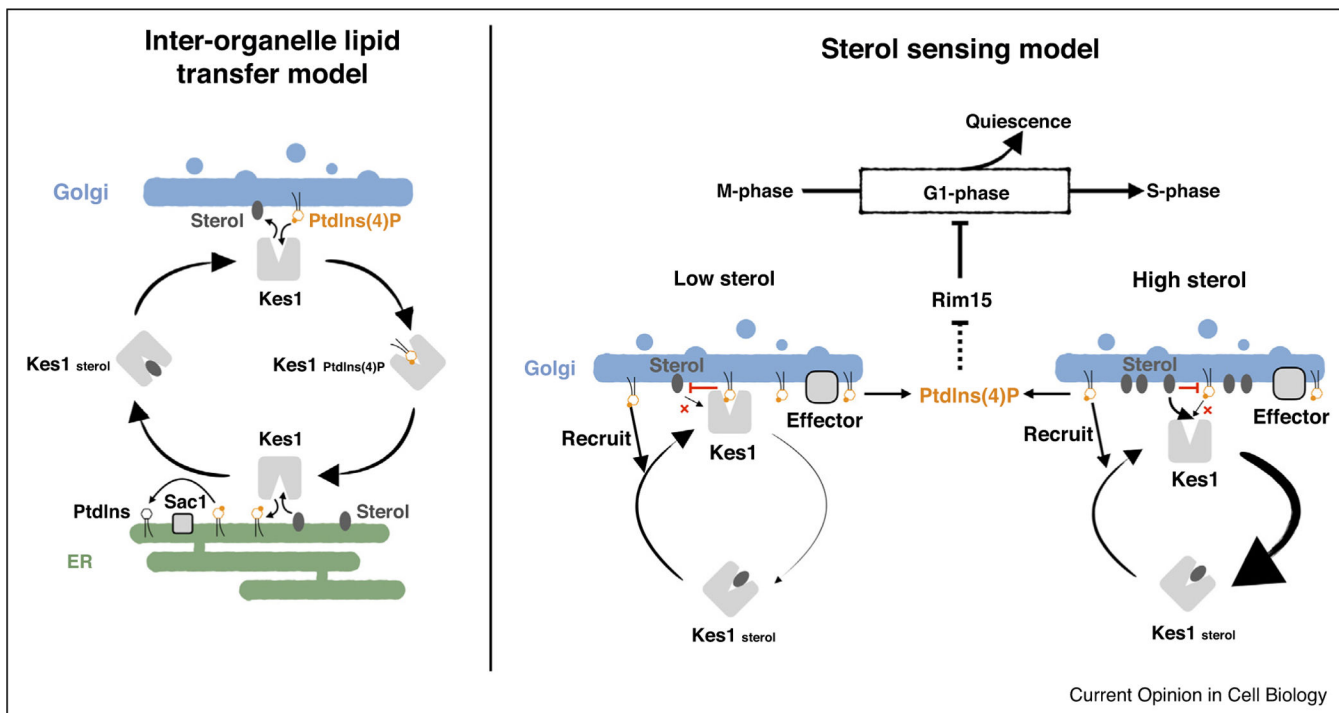 Inter-organelle lipid
transfer model
Golgi
Sterol
PtdIns(4)P
Kes1
Kes1 sterol
Kes1 PtdIns(4)P
Kes1
PtdIns
Sac1
Sterol
ER
Sterol sensing model
Quiescence
M-phase
G1-phase
S-phase
Low sterol
Rim15
High sterol
Golgi
Sterol
Effector
PtdIns(4)P
Sterol
Effector
Recruit
Kes1
Recruit
Kes1
Kes1 sterol
Kes1 sterol
Current Opinion in Cell Biology